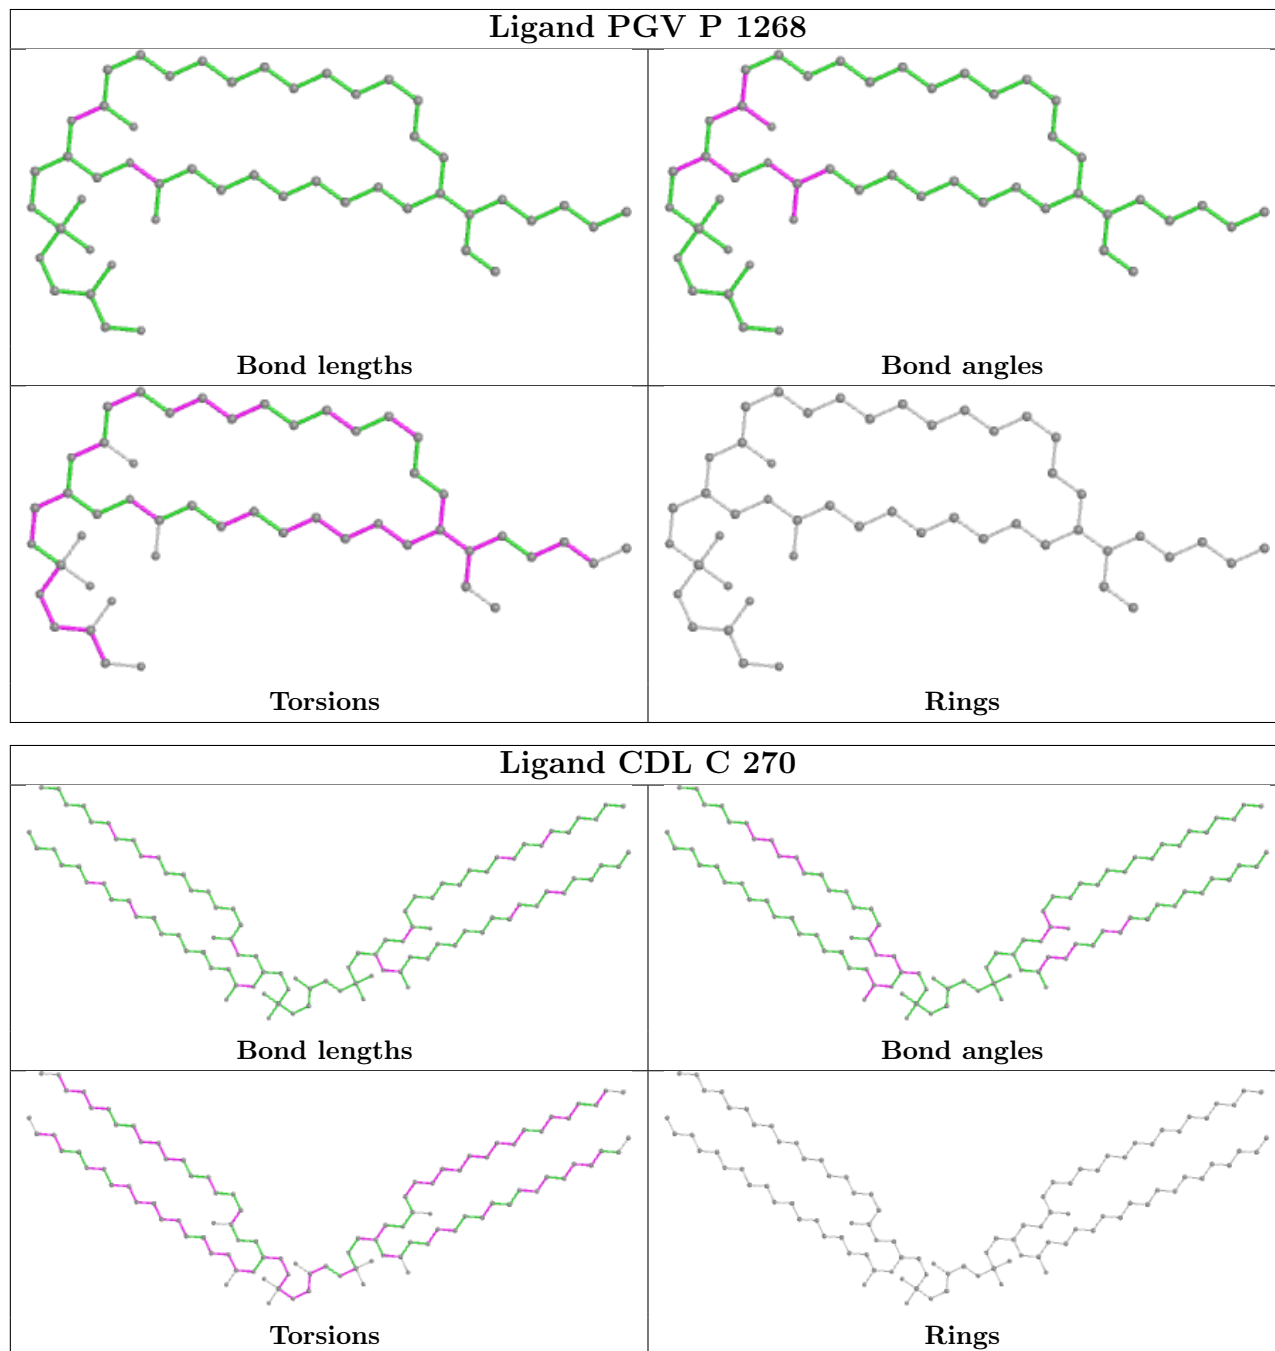 Ligand PGV P 1268
Bond lengths
Bond angles
Torsions
Rings
Ligand CDL C 270
Bond lengths
Bond angles
Torsions
Rings